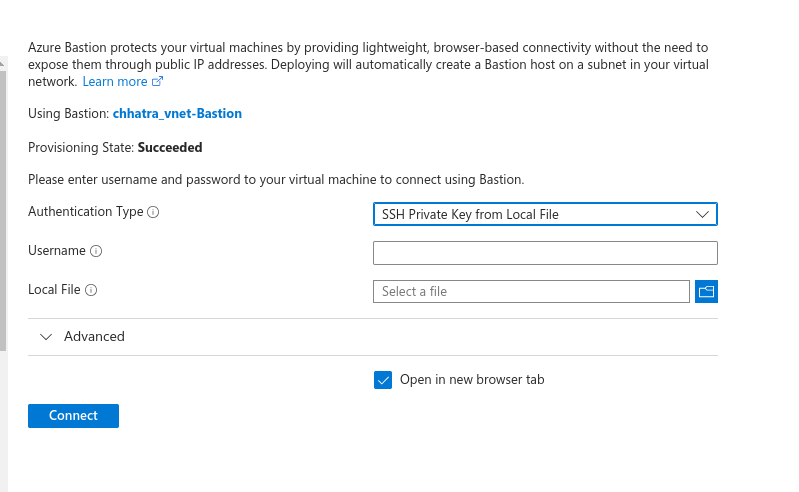 Azure Bastion protects your virtual machines by providing lightweight, browser-based connectivity without the need to
expose them through public IP addresses. Deploying will automatically create a Bastion host on a subnet in your virtual
network. Learn more
Using Bastion: chhatra_vnet-Bastion
Provisioning State: Succeeded
Please enter username and password to your virtual machine to connect using Bastion.
Authentication Type
SSH Private Key from Local File
Username
Local File
Select a file
Advanced
Open in new browser tab
Connect